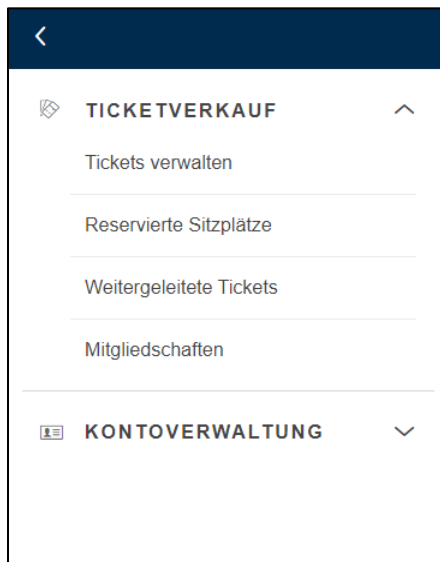 TICKETVERKAUF
Tickets verwalten
Reservierte Sitzplätze
Weitergeleitete Tickets
Mitgliedschaften
KONTOVERWALTUNG